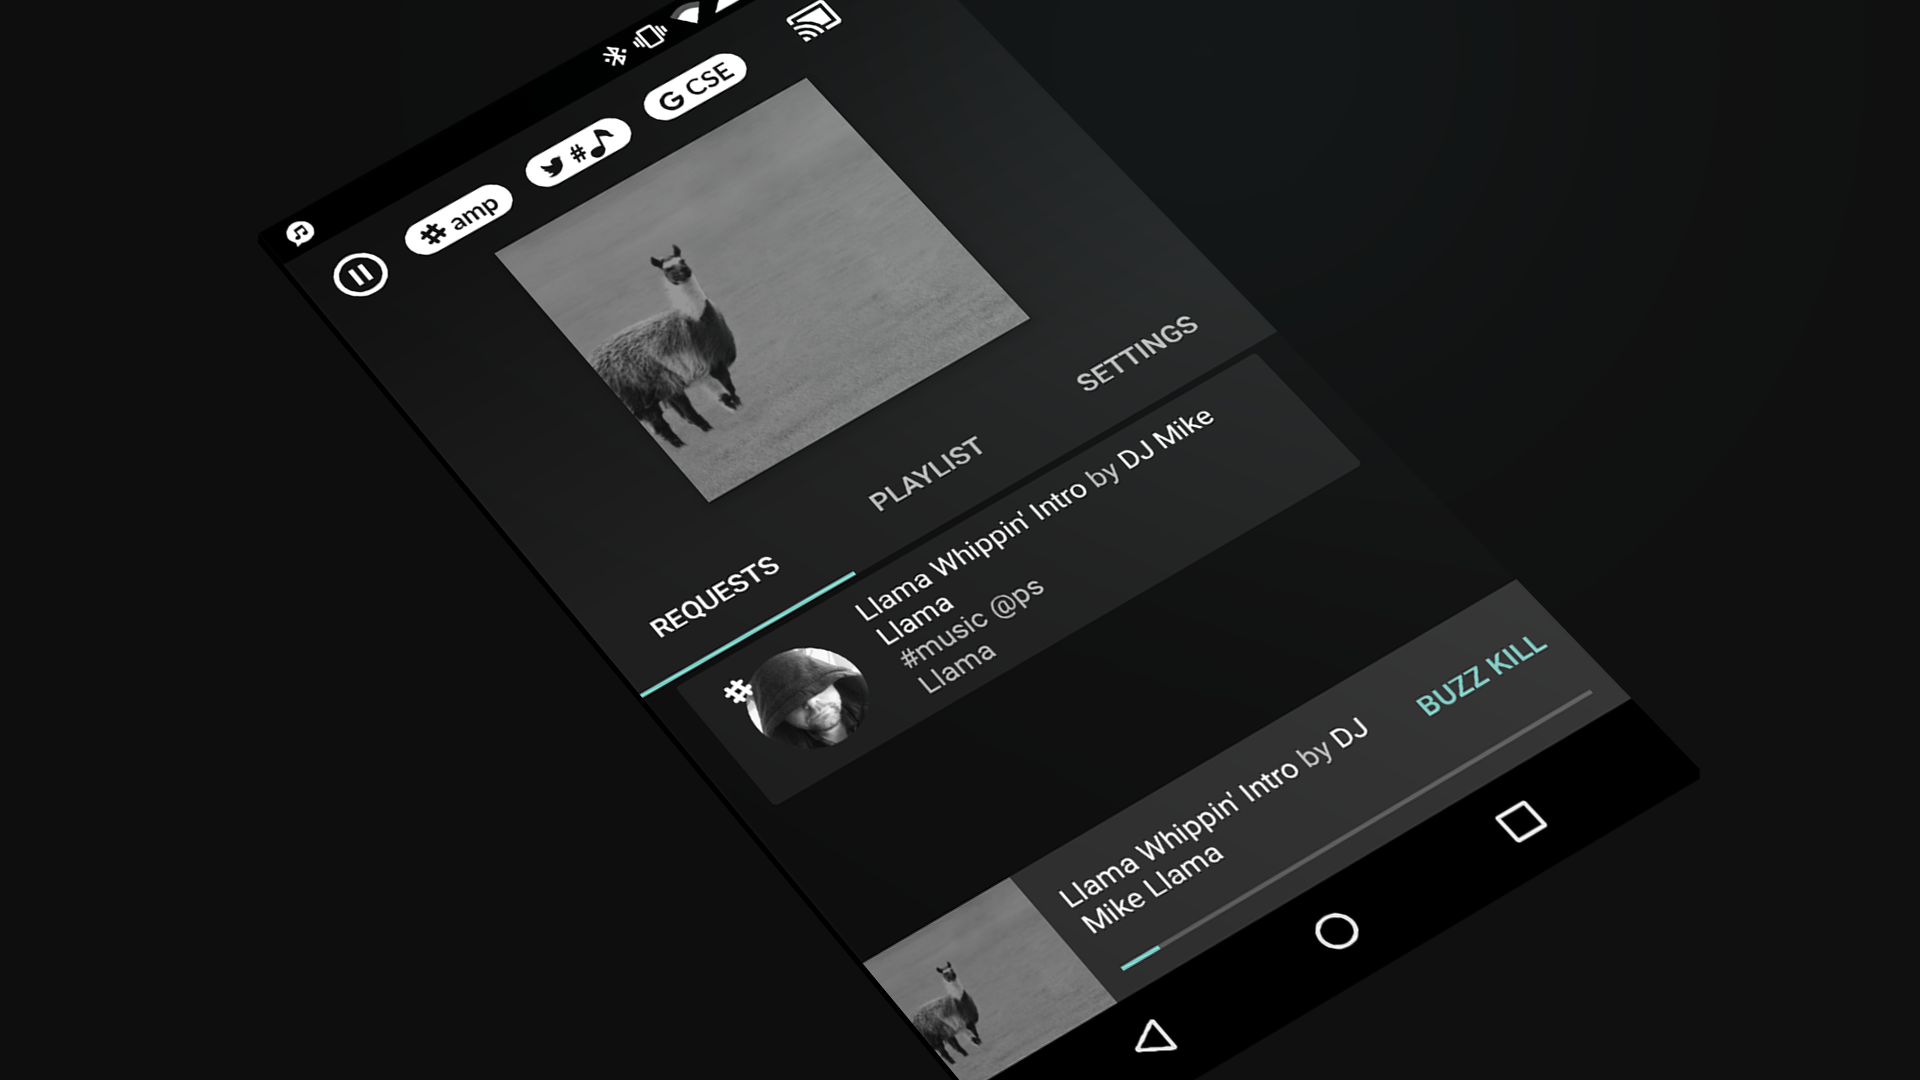 # amp
#
G CSE
REQUESTS
PLAYLIST
SETTINGS
Llama Whippin' Intro by DJ Mike
Llama
#music @ps
Llama
#
BUZZ KILL
Llama Whippin' Intro by DJ
Mike Llama